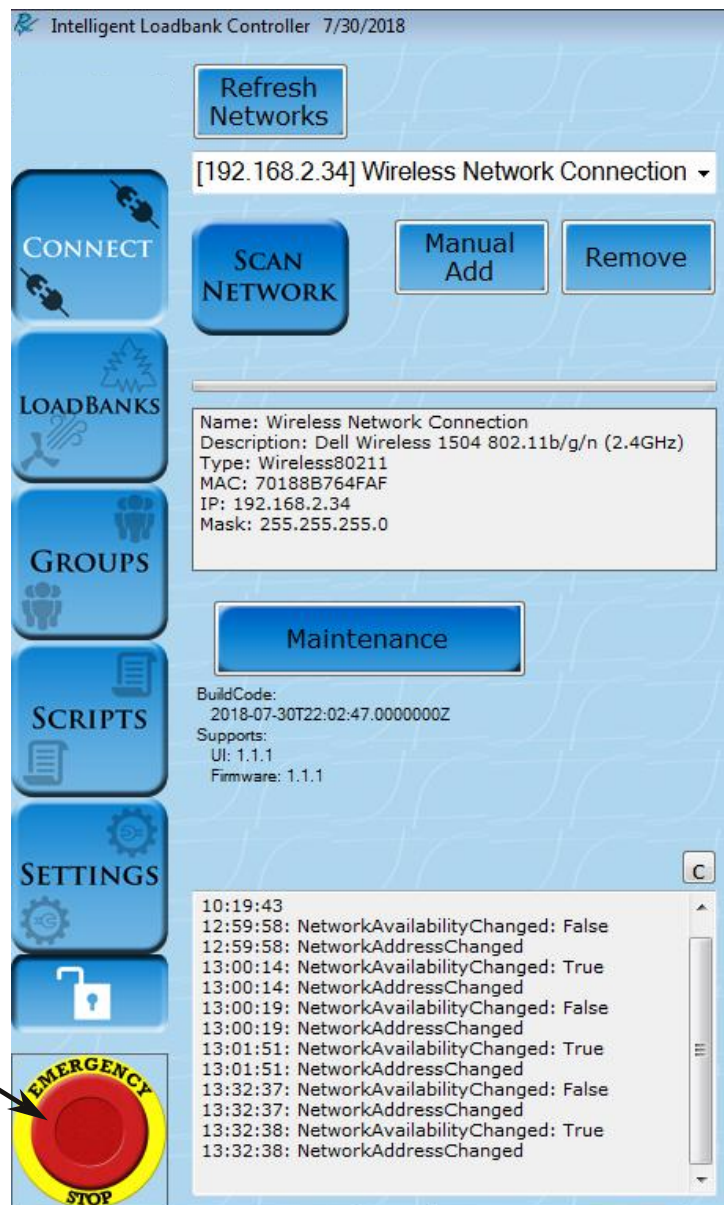 Intelligent Loadbank Controller 7/30/2018
Refresh
Networks
[192.168.2.34] Wireless Network Connection
CONNECT
SCAN
NETWORK
Manual
Add
Remove
LOADBANKS
Name: Wireless Network Connection
Description: Dell Wireless 1504 802.11b/g/n (2.4GHz)
Type: Wireless80211
MAC: 70188B764FAF
IP: 192.168.2.34
Mask: 255.255.255.0
GROUPS
Maintenance
SCRIPTS
BuildCode:
2018-07-30T22:02:47.0000000Z
Supports:
UI: 1.1.1
Firmware: 1.1.1
SETTINGS
C
10:19:43
12:59:58: NetworkAvailabilityChanged: False
12:59:58: NetworkAddressChanged
13:00:14: NetworkAvailabilityChanged: True
13:00:14: NetworkAddressChanged
13:00:19: NetworkAvailabilityChanged: False
13:00:19: NetworkAddressChanged
13:01:51: NetworkAvailabilityChanged: True
13:01:51: NetworkAddressChanged
13:32:37: NetworkAvailabilityChanged: False
13:32:37: NetworkAddressChanged
13:32:38: NetworkAvailabilityChanged: True
13:32:38: NetworkAddressChanged
EMERGENCY
STOP